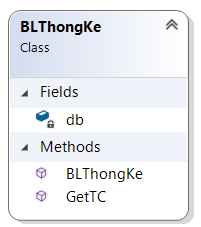 BLThongKe
Class
Fields
db
Methods
BLThongKe
GetTC